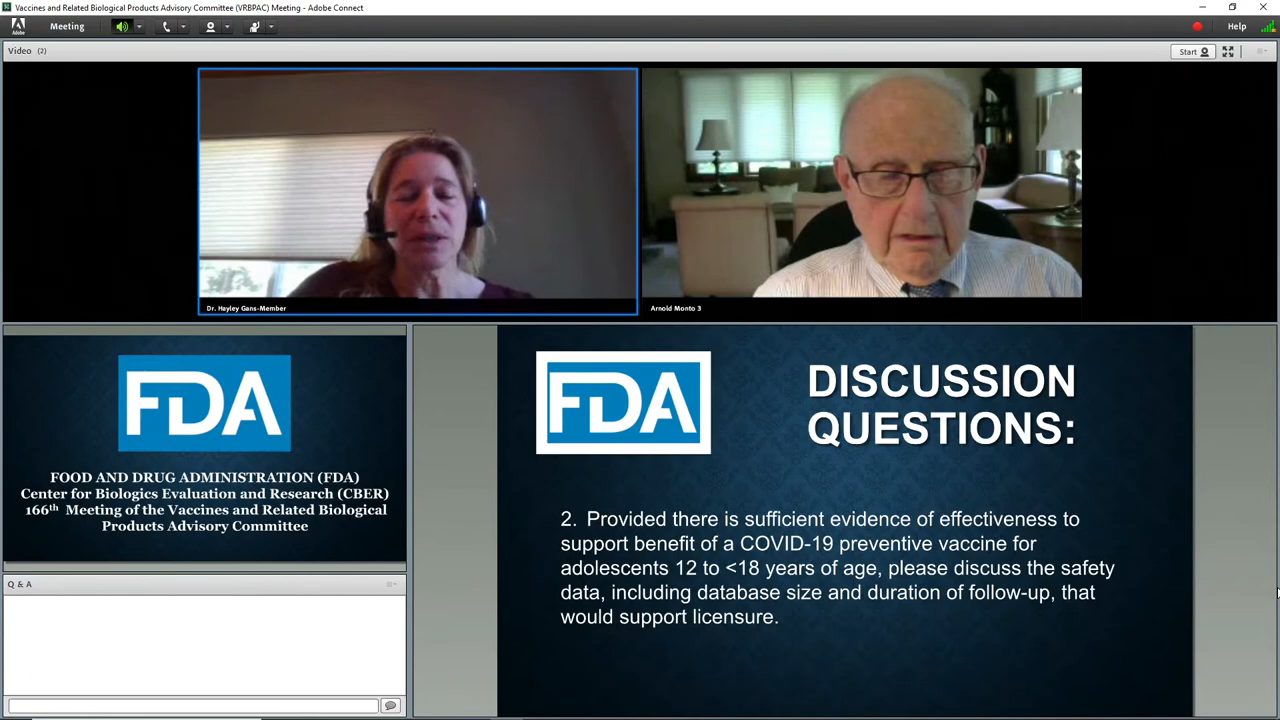 Vaccines and Related Biological Products Advisory Committee (VRBPAC) Meeting - Adobe Connect
Adobe
Meeting
Help
Video (2)
Start
Dr. Hayley Gans-Member
Arnold Monto 3
FDA
FOOD AND DRUG ADMINISTRATION (FDA)
Center for Biologics Evaluation and Research (CBER)
166th Meeting of the Vaccines and Related Biological
Products Advisory Committee
Q & A
FDA
DISCUSSION
QUESTIONS:
2. Provided there is sufficient evidence of effectiveness to
support benefit of a COVID-19 preventive vaccine for
adolescents 12 to <18 years of age, please discuss the safety
data, including database size and duration of follow-up, that
would support licensure.